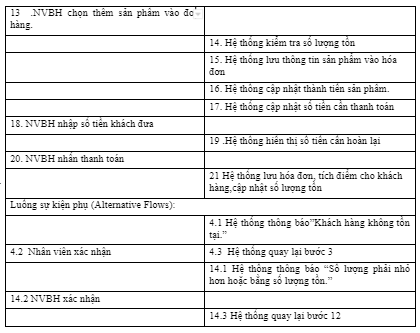 13 .NVBH chọn thêm sản phẩm vào đơn
hàng.
14. Hệ thống kiểm tra số lượng tồn
15. Hệ thống lưu thông tin sản phẩm vào hóa
đơn
16. Hệ thống cập nhật thành tiền sản phẩm.
17. Hệ thống cập nhật số tiền cần thanh toán
18. NVBH nhập số tiền khách đưa
19 .Hệ thống hiển thị số tiền cần hoàn lại
20. NVBH nhấn thanh toán
21 Hệ thống lưu hóa đơn, tích điểm cho khách
hàng,cập nhật số lượng tồn
Luồng sự kiện phụ (Alternative Flows):
4.1 Hệ thống thông báo”Khách hàng không tồn
tại.”
4.2 Nhân viên xác nhận
4.3 Hệ thống quay lại bước 3
14.1 Hệ thống thông báo “Số lượng phải nhỏ
hơn hoặc bằng số lượng tồn.”
14.2 NVBH xác nhận
14.3 Hệ thống quay lại bước 12